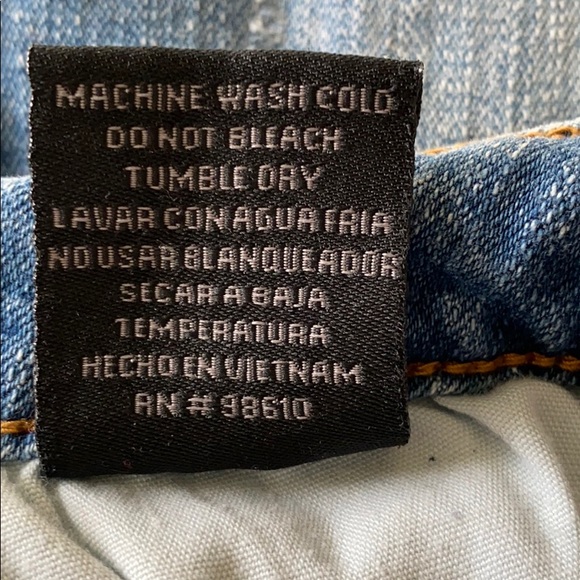 MACHINE WASH COLD
DO NOT BLEACH
TUMBLE DRY
LAVAR CON AGUA FRIA
NO USAR BLANQUEADOR
SECAR A BAJA
TEMPERATURA
HECHO EN VIETNAM
RN # 98610